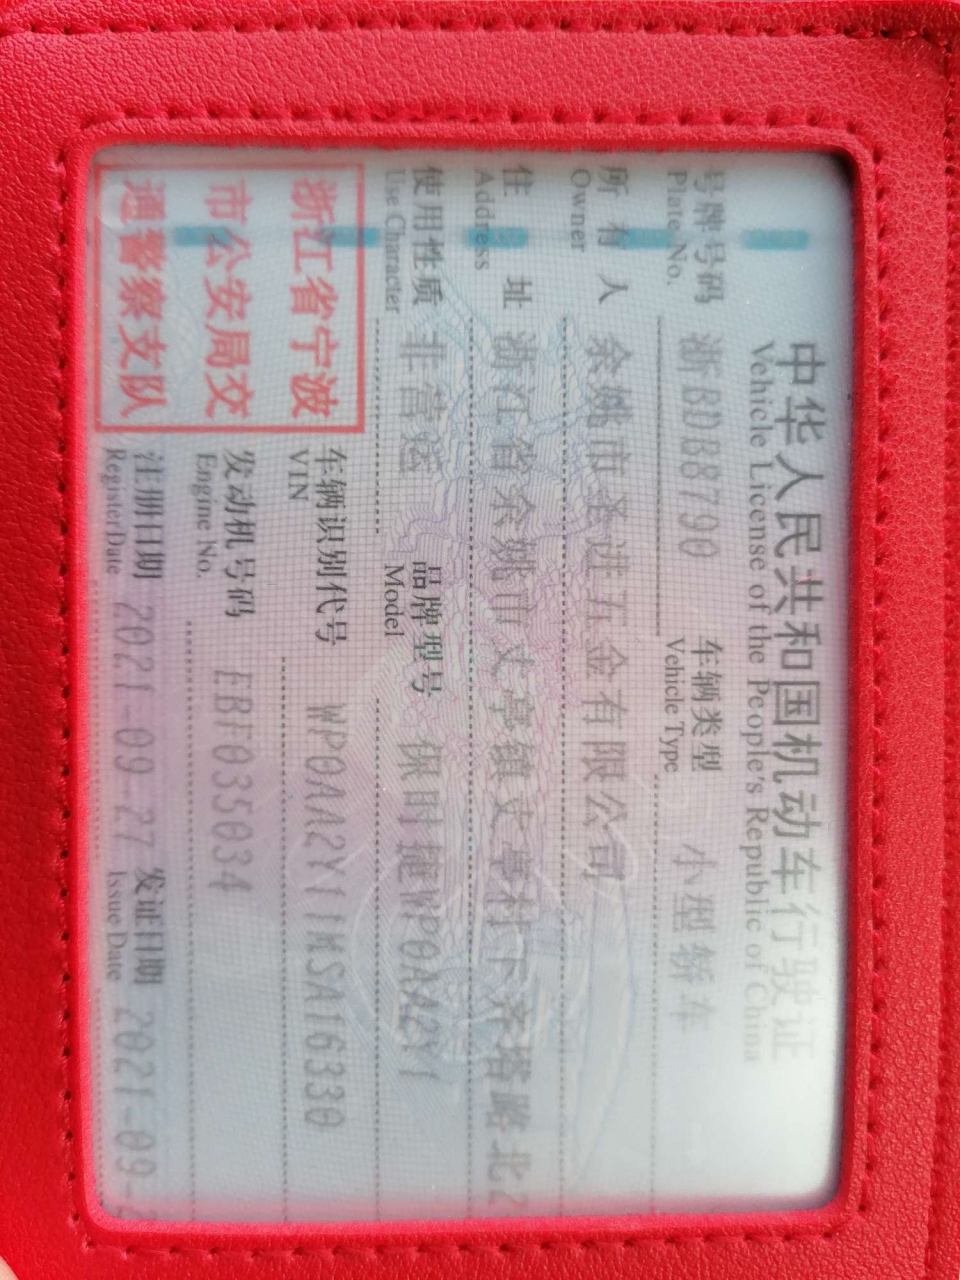 中华人民共和国机动车行驶证
Vehicle License of the People's Republic of China
号牌号码 浙BDB8790 车辆类型 小型轿车
Plate No. Vehicle Type
所有人 余姚市圣进五金有限公司
Owner
住址 浙江省余姚市丈亭镇丈亭村下齐塔路北2
Address
使用性质 非营运 品牌型号 保时捷WP0AA2Y1
Use Character Model
浙江省宁波
市公安局交
通警察支队
车辆识别代号 WP0AA2Y1MSA16330
VIN
发动机号码 EBF035034
Engine No.
注册日期 2021-09-27 发证日期 2021-09-2
Register Date Issue Date